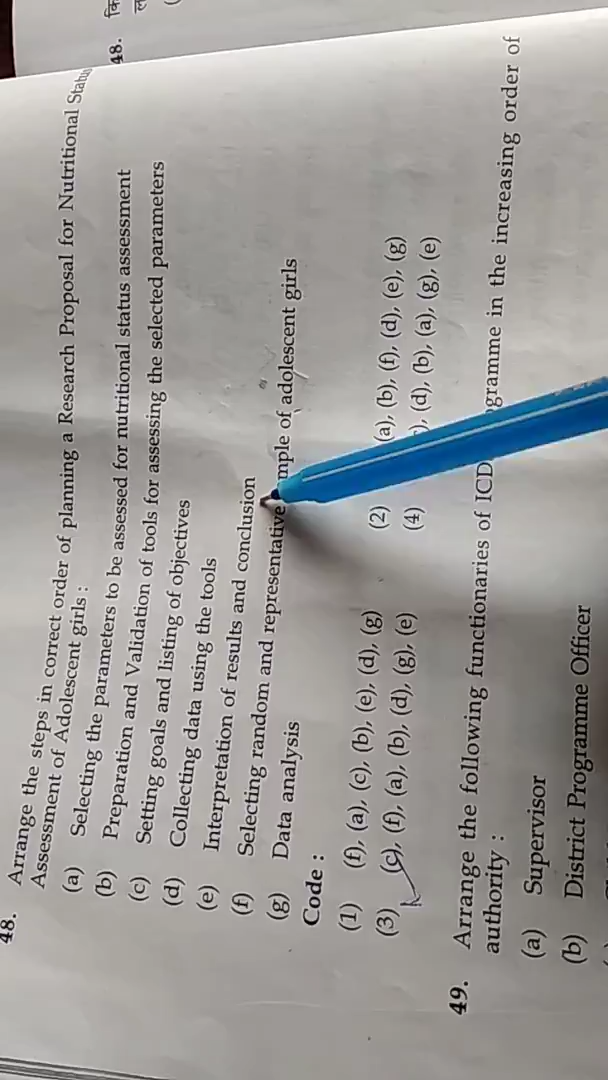 48. Arrange the steps in correct order of planning a Research Proposal for Nutritional Status
Assessment of Adolescent girls :
(a) Selecting the parameters to be assessed for nutritional status assessment
(b) Preparation and Validation of tools for assessing the selected parameters
(c) Setting goals and listing of objectives
(d) Collecting data using the tools
(e) Interpretation of results and conclusion
(f) Selecting random and representative mple of adolescent girls
(g) Data analysis
Code :
(1) (f), (a), (c), (b), (e), (d), (g)
(2) (a), (b), (f), (d), (e), (g)
(3) (c), (f), (a), (b), (d), (g), (e)
(4) (d), (b), (a), (g), (e)
49. Arrange the following functionaries of ICD gramme in the increasing order of
authority :
(a) Supervisor
(b) District Programme Officer
48.